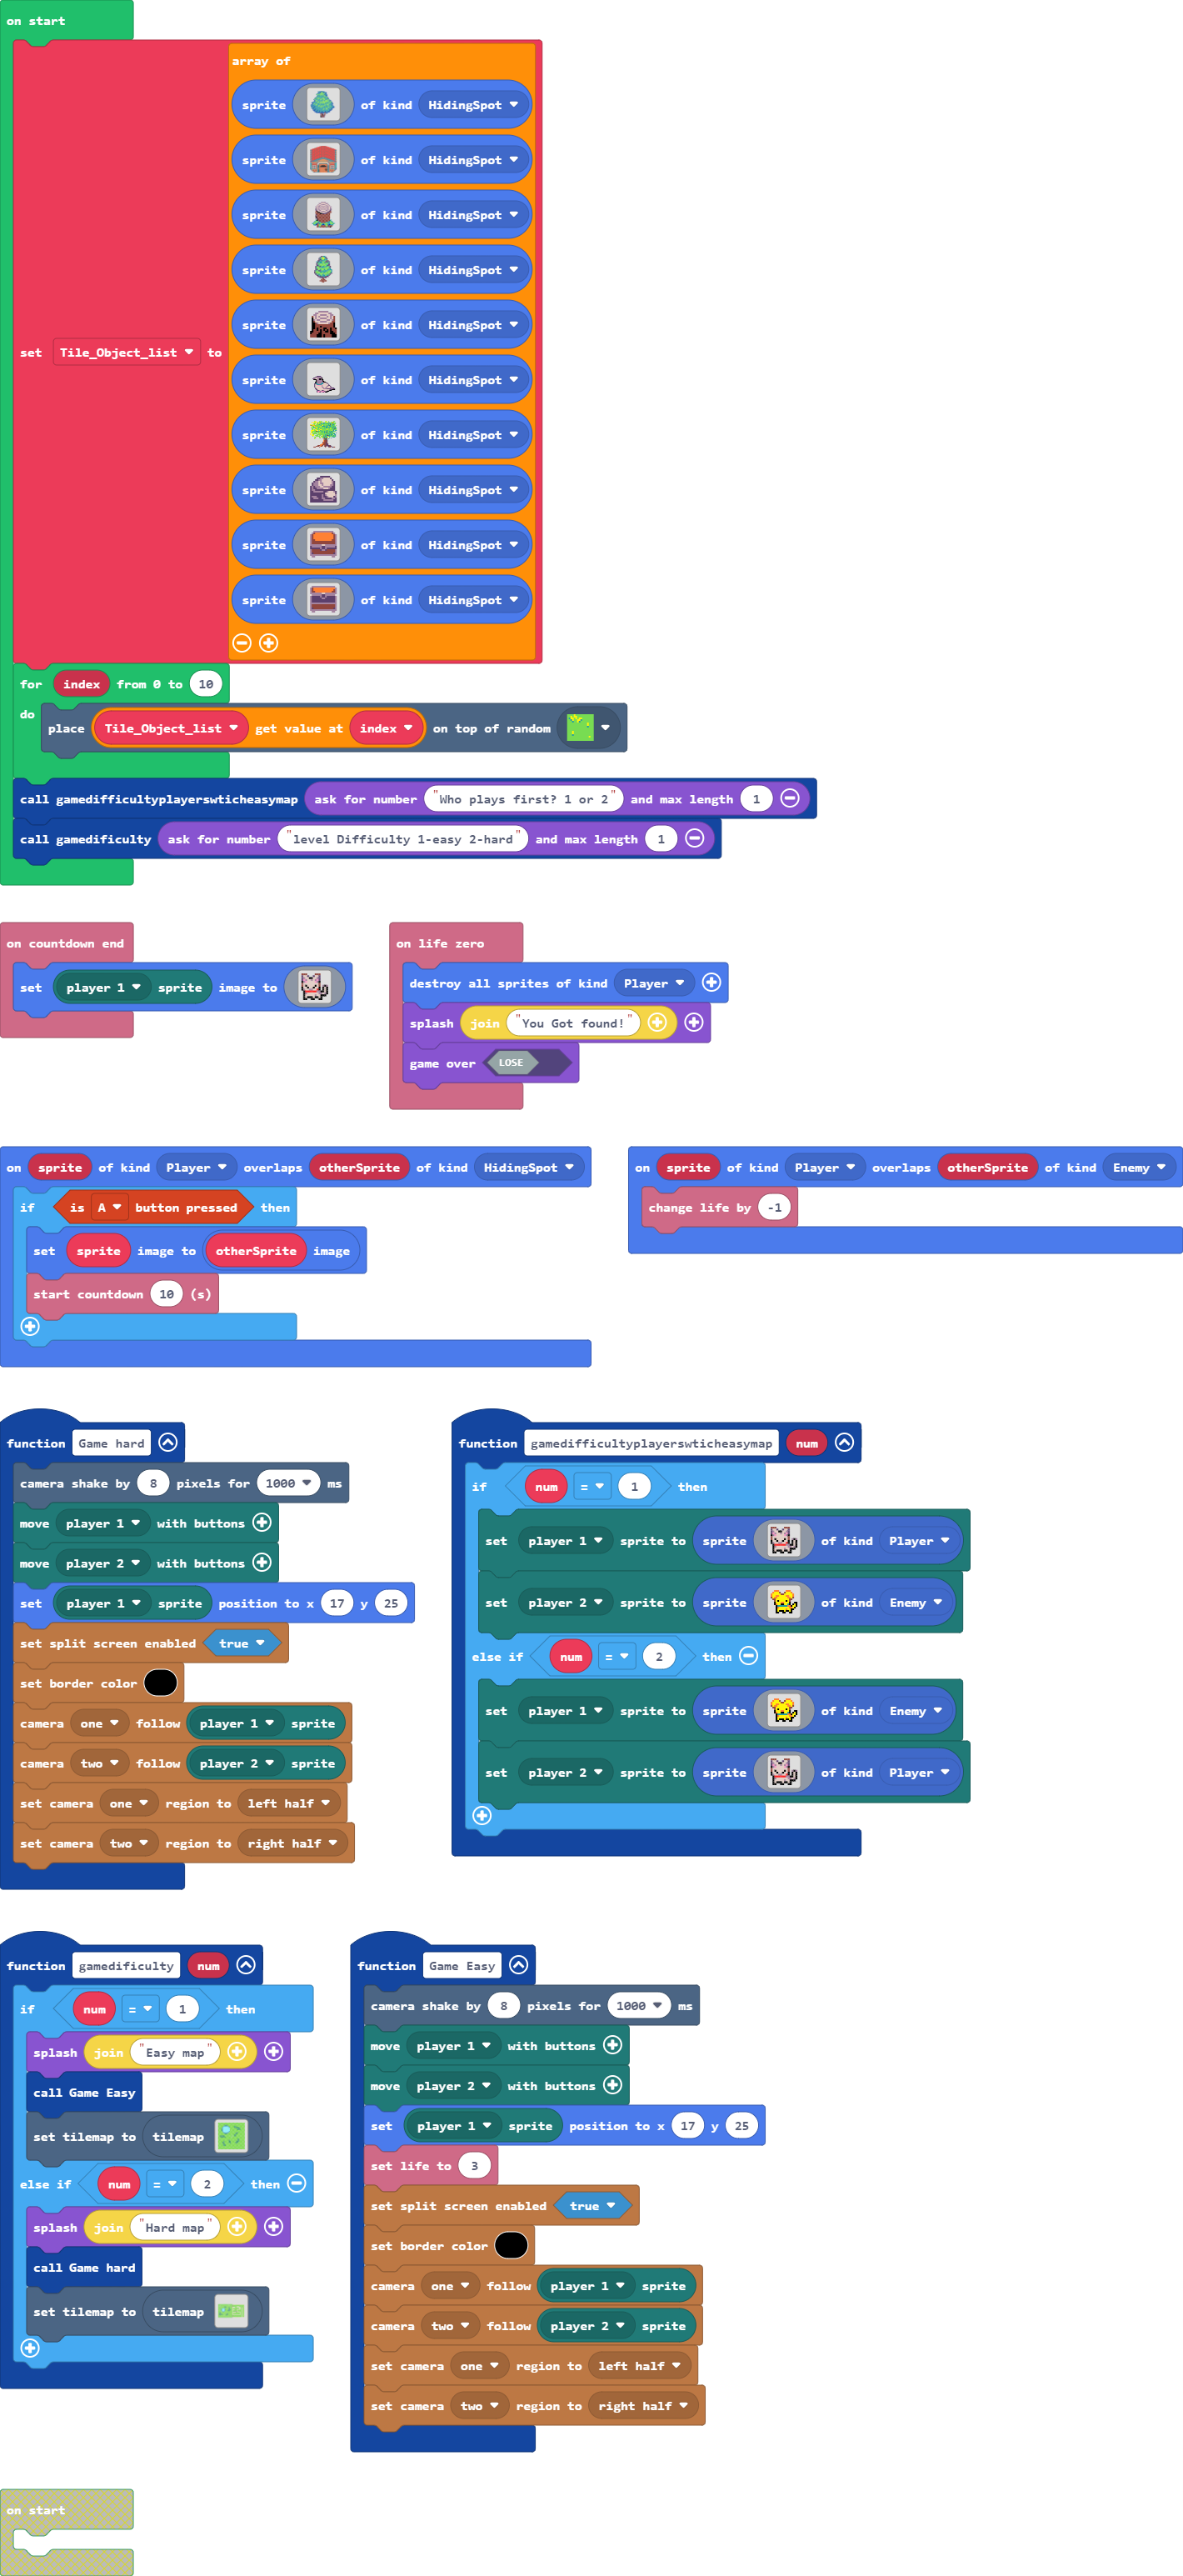 on start
array of
sprite of kind HidingSpot
sprite of kind HidingSpot
sprite of kind HidingSpot
sprite of kind HidingSpot
sprite of kind HidingSpot
set Tile_Object_list to
sprite of kind HidingSpot
sprite of kind HidingSpot
sprite of kind HidingSpot
sprite of kind HidingSpot
sprite of kind HidingSpot
for index from 0 to 10
do
place Tile_Object_list get value at index on top of random
call gamedifficultyplayerswticheasymap ask for number "Who plays first? 1 or 2" and max length 1
call gamedificulty ask for number "level Difficulty 1-easy 2-hard" and max length 1
on countdown end
set player 1 sprite image to
on life zero
destroy all sprites of kind Player
splash join "You Got found!"
game over LOSE
on sprite of kind Player overlaps otherSprite of kind HidingSpot
if is A button pressed then
set sprite image to otherSprite image
start countdown 10 (s)
on sprite of kind Player overlaps otherSprite of kind Enemy
change life by -1
function Game hard
camera shake by 8 pixels for 1000 ms
move player 1 with buttons
move player 2 with buttons
set player 1 sprite position to x 17 y 25
set split screen enabled true
set border color
camera one follow player 1 sprite
camera two follow player 2 sprite
set camera one region to left half
set camera two region to right half
function gamedifficultyplayerswticheasymap num
if num = 1 then
set player 1 sprite to sprite of kind Player
set player 2 sprite to sprite of kind Enemy
else if num = 2 then
set player 1 sprite to sprite of kind Enemy
set player 2 sprite to sprite of kind Player
function gamedificulty num
if num = 1 then
splash join "Easy map"
call Game Easy
set tilemap to tilemap
else if num = 2 then
splash join "Hard map"
call Game hard
set tilemap to tilemap
function Game Easy
camera shake by 8 pixels for 1000 ms
move player 1 with buttons
move player 2 with buttons
set player 1 sprite position to x 17 y 25
set life to 3
set split screen enabled true
set border color
camera one follow player 1 sprite
camera two follow player 2 sprite
set camera one region to left half
set camera two region to right half
on start